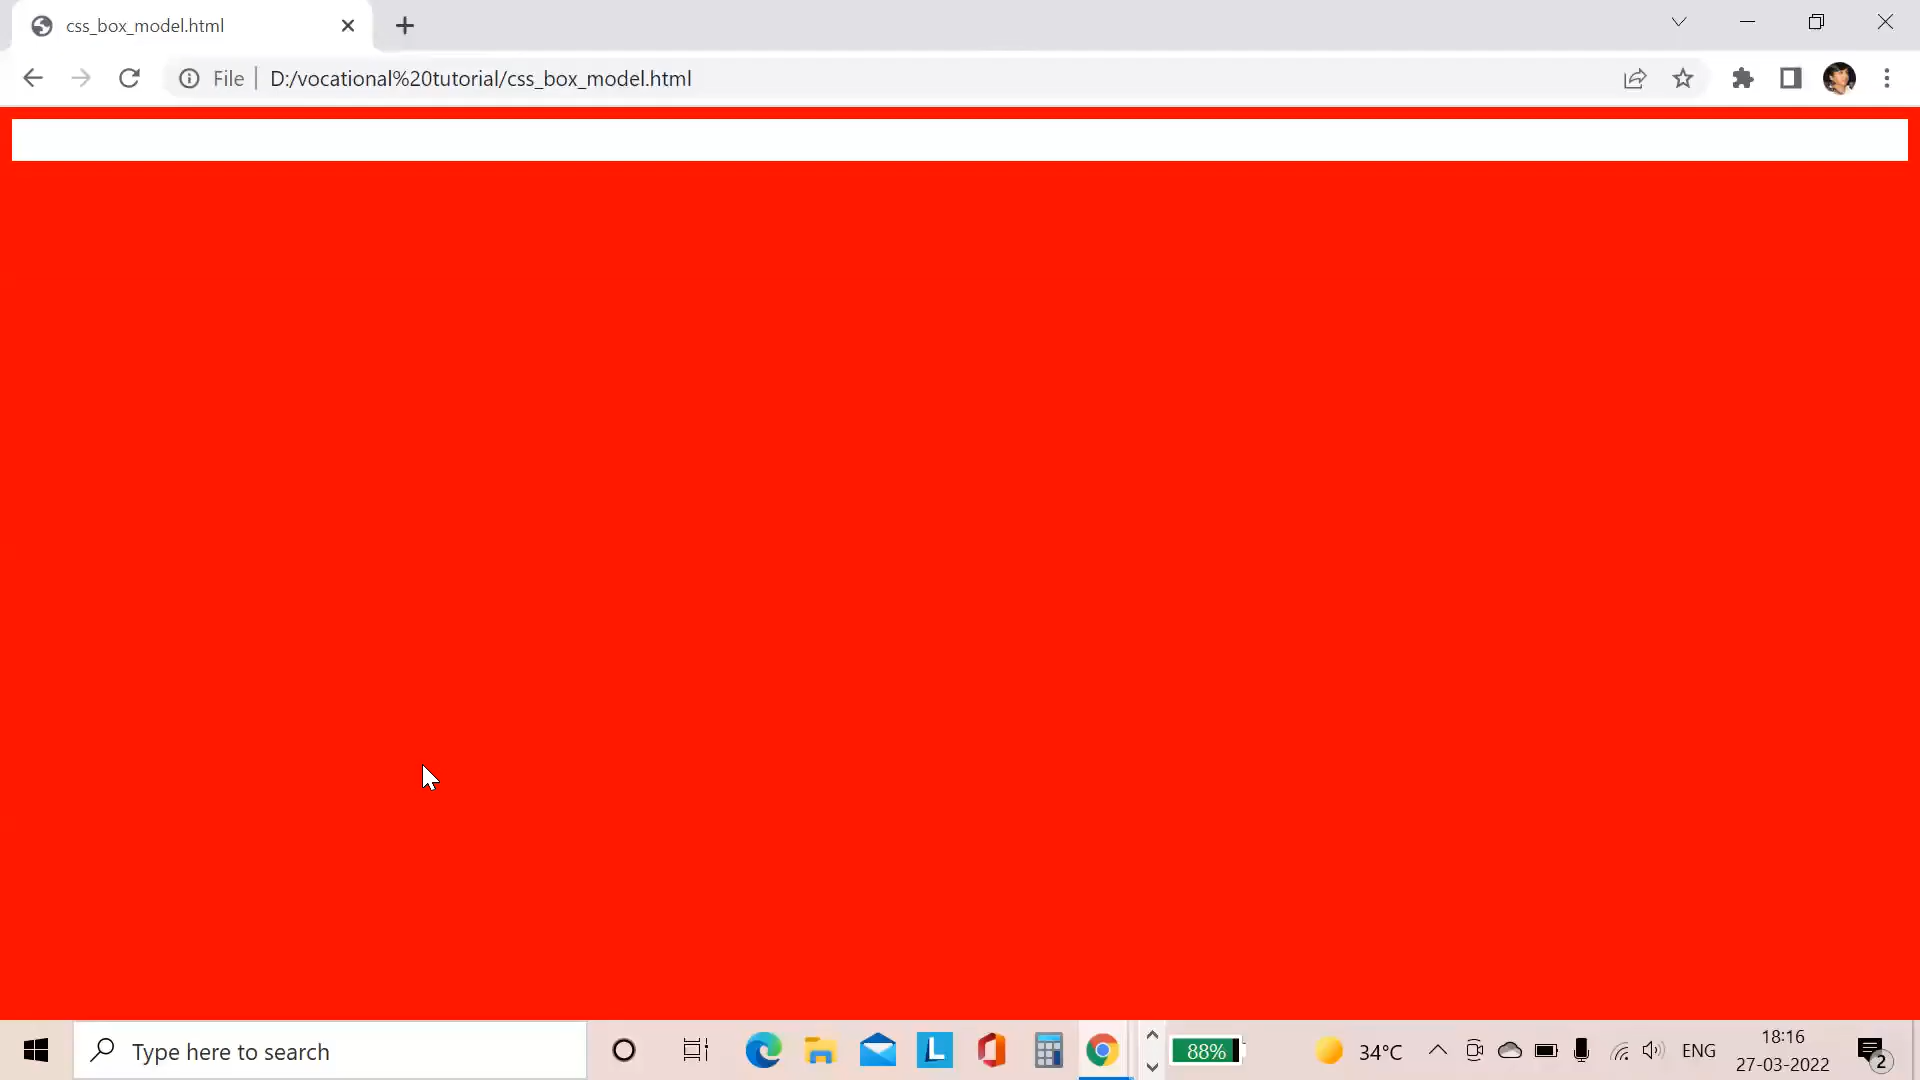 css_box_model.html
File D:/vocational%20tutorial/css_box_model.html
Type here to search
L
88%
34°C
ENG
18:16
27-03-2022
2